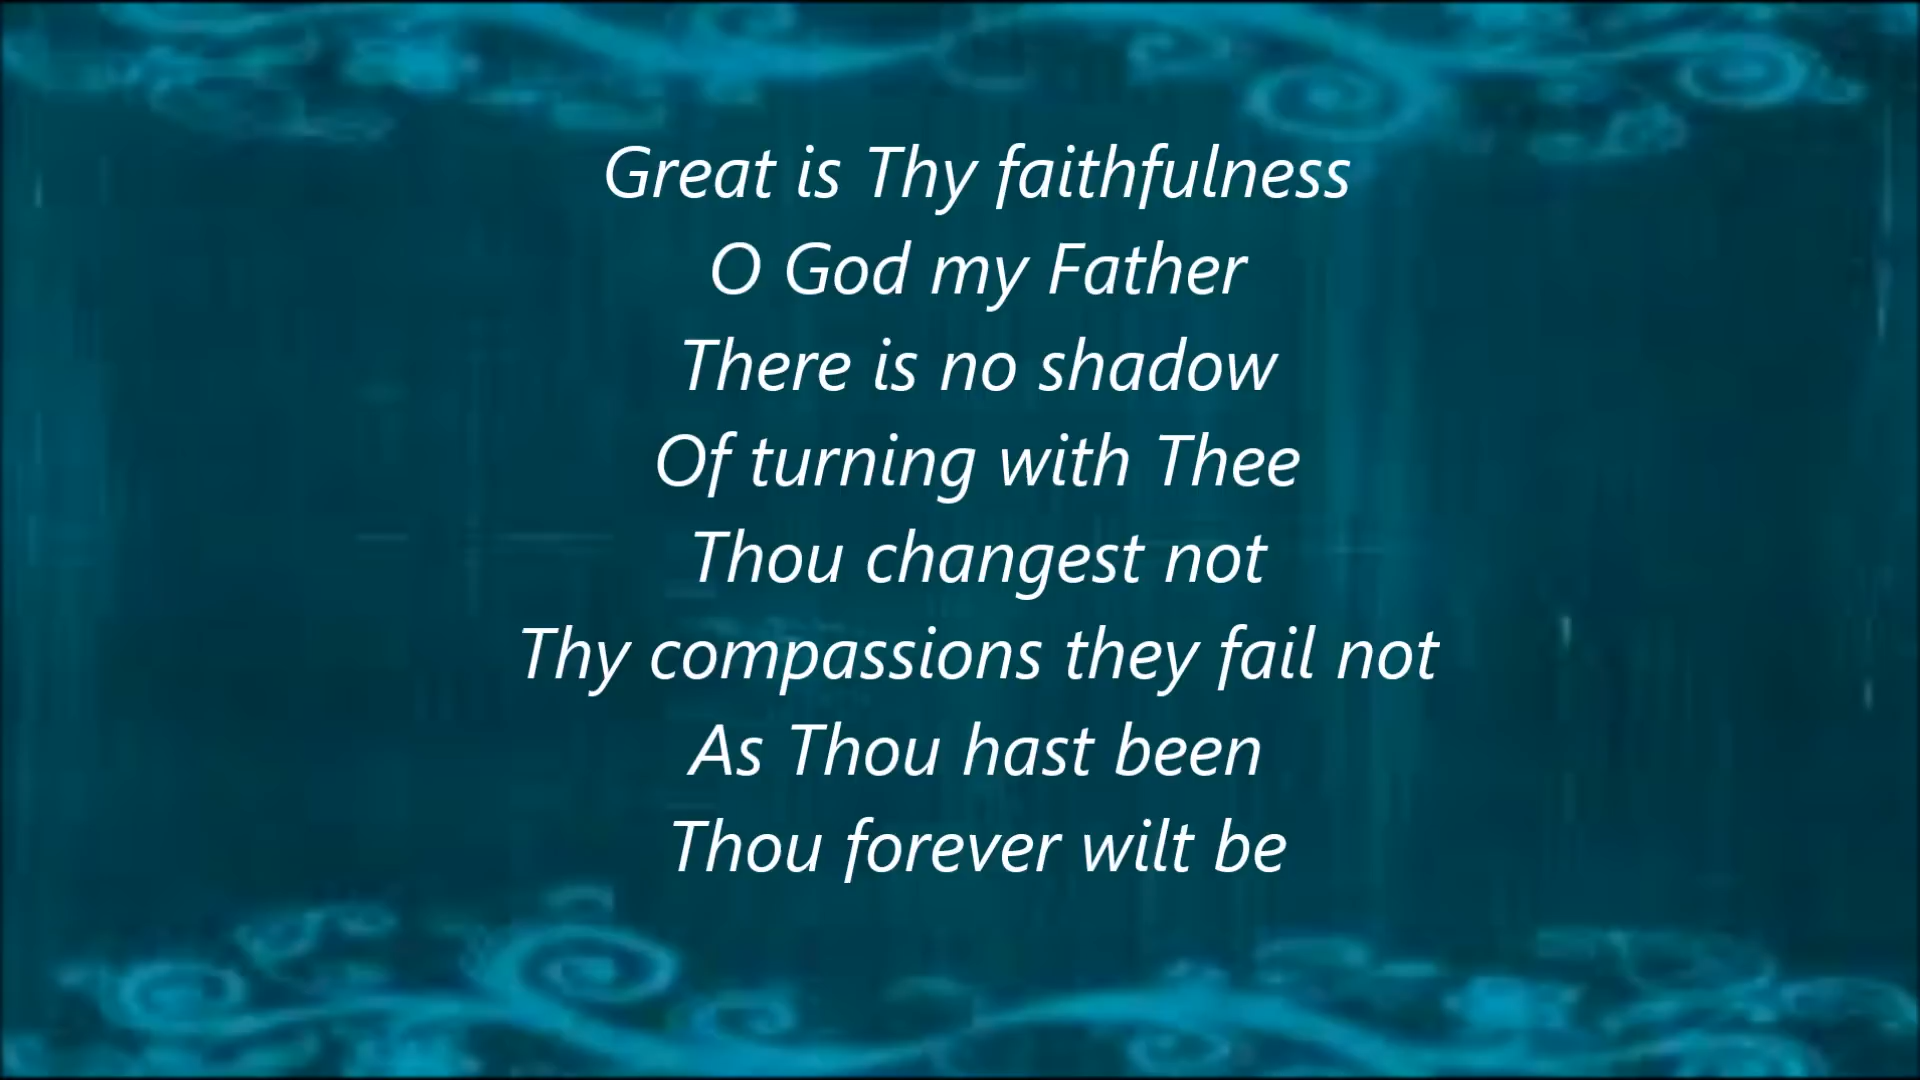 Great is Thy faithfulness
O God my Father
There is no shadow
Of turning with Thee
Thou changest not
Thy compassions they fail not
As Thou hast been
Thou forever wilt be